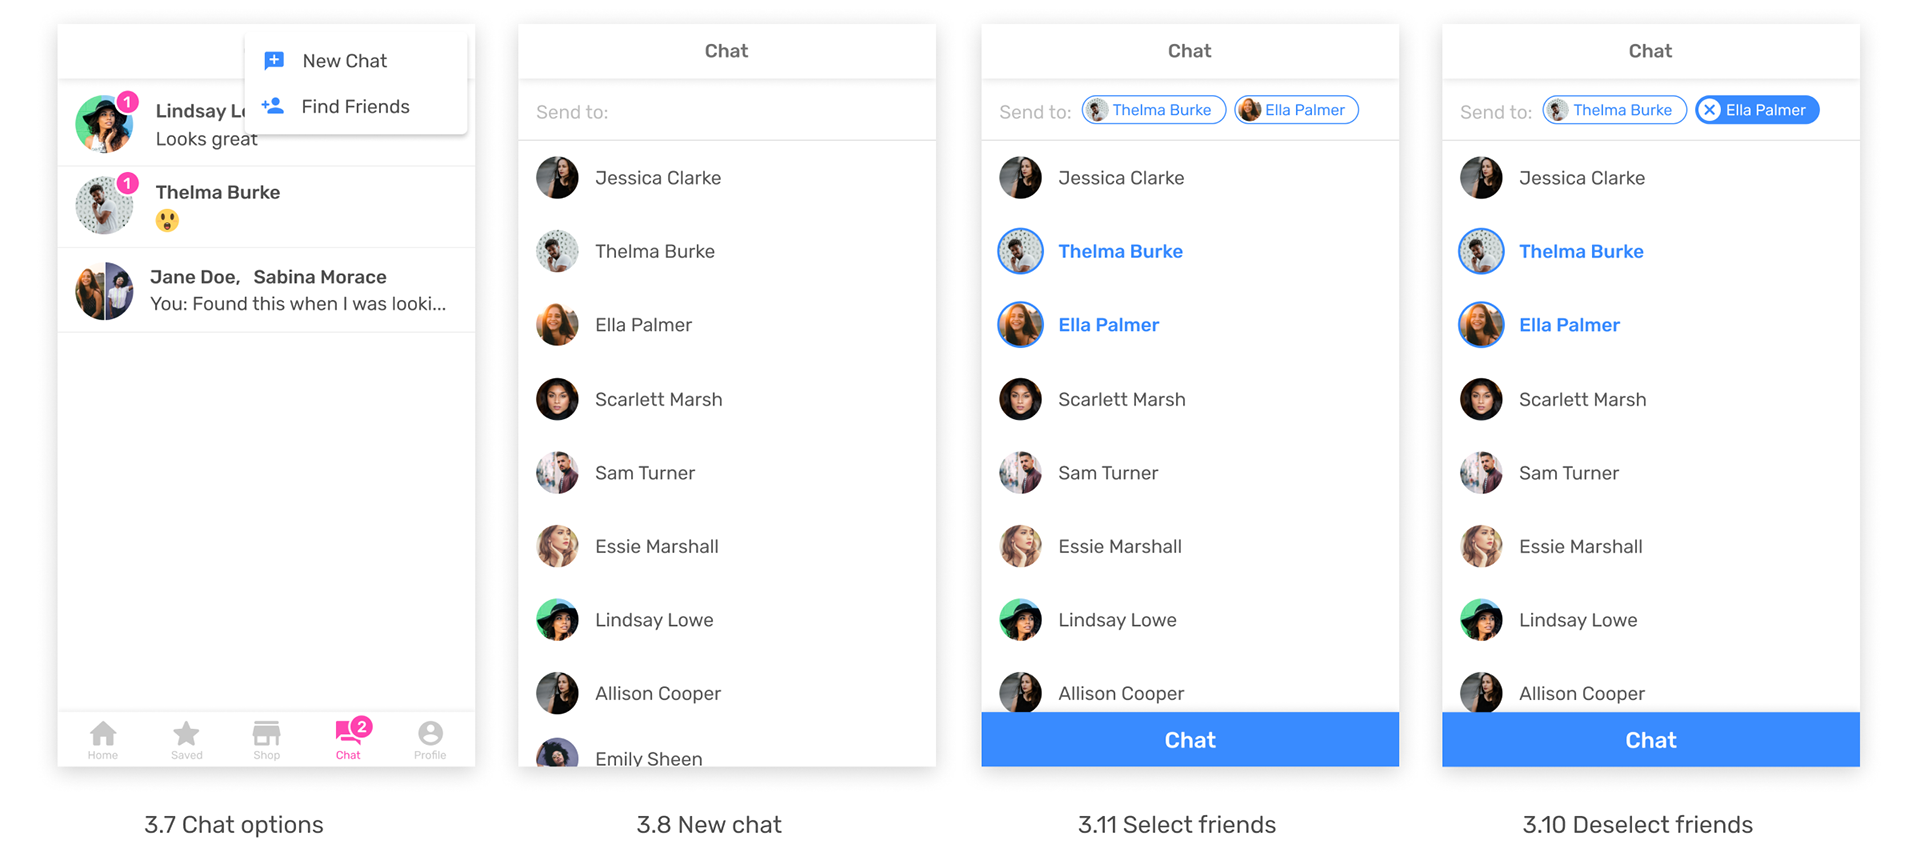 New Chat
Find Friends
1
Lindsay Lo
Looks great
1
Thelma Burke
Jane Doe, Sabina Morace
You: Found this when I was looki...
2
Home Saved Shop Chat Profile
3.7 Chat options
Chat
Send to:
Jessica Clarke
Thelma Burke
Ella Palmer
Scarlett Marsh
Sam Turner
Essie Marshall
Lindsay Lowe
Allison Cooper
Emily Sheen
3.8 New chat
Chat
Send to: Thelma Burke Ella Palmer
Jessica Clarke
Thelma Burke
Ella Palmer
Scarlett Marsh
Sam Turner
Essie Marshall
Lindsay Lowe
Allison Cooper
Chat
3.11 Select friends
Chat
Send to: Thelma Burke Ella Palmer
Jessica Clarke
Thelma Burke
Ella Palmer
Scarlett Marsh
Sam Turner
Essie Marshall
Lindsay Lowe
Allison Cooper
Chat
3.10 Deselect friends